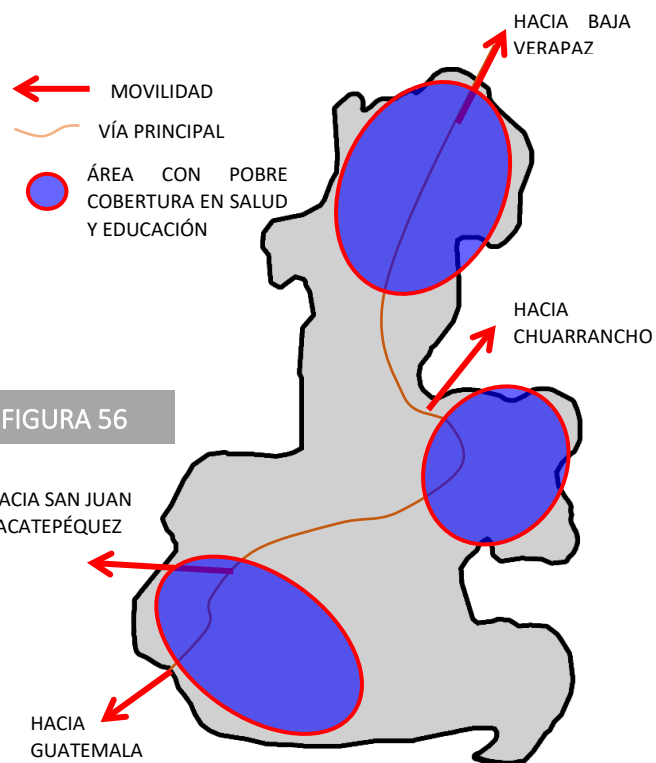 HACIA BAJA
VERAPAZ
MOVILIDAD
VÍA PRINCIPAL
ÁREA CON POBRE
COBERTURA EN SALUD
Y EDUCACIÓN
HACIA
CHUARRANCHO
FIGURA 56
ACIA SAN JUAN
ACATEPÉQUEZ
HACIA
GUATEMALA